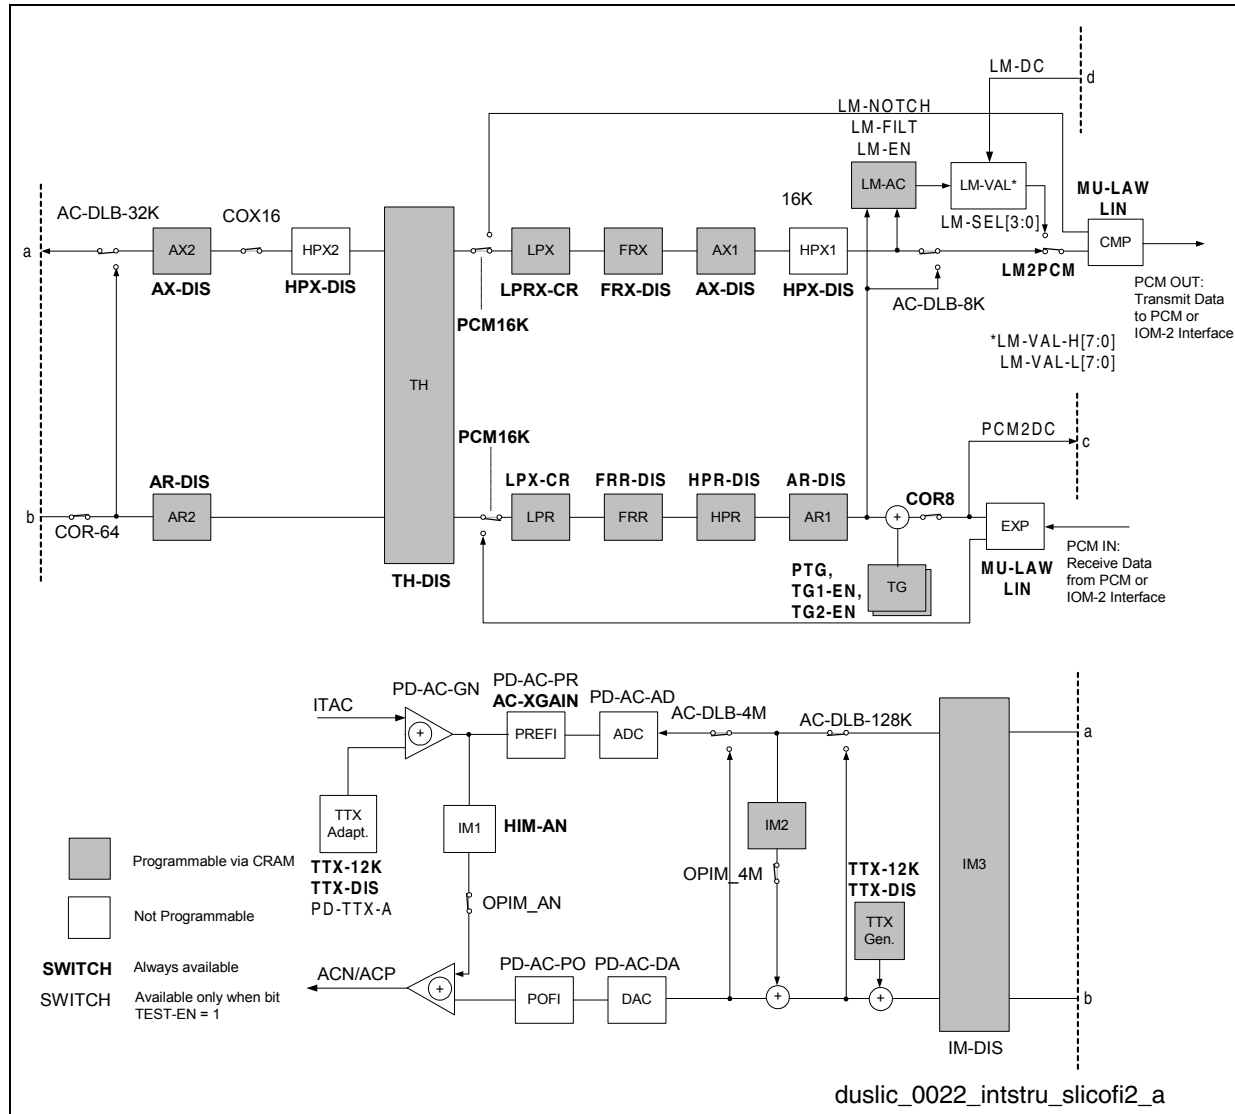 LM-DC
d
LM-NOTCH
LM-FILT
LM-EN
LM-AC
LM-VAL*
MU-LAW
LIN
AC-DLB-32K
COX16
16K
LM-SEL[3:0]
a
AX2
HPX2
LPX
FRX
AX1
HPX1
CMP
AX-DIS
HPX-DIS
LPRX-CR
FRX-DIS
AX-DIS
HPX-DIS
LM2PCM
AC-DLB-8K
PCM OUT:
Transmit Data
to PCM or
IOM-2 Interface
PCM16K
*LM-VAL-H[7:0]
LM-VAL-L[7:0]
TH
PCM16K
PCM2DC
c
AR-DIS
LPX-CR
FRR-DIS
HPR-DIS
AR-DIS
COR8
b
AR2
LPR
FRR
HPR
AR1
+
EXP
COR-64
PCM IN:
Receive Data
from PCM or
IOM-2 Interface
TH-DIS
PTG,
TG1-EN,
TG2-EN
TG
MU-LAW
LIN
ITAC
PD-AC-GN
PD-AC-PR
AC-XGAIN
PD-AC-AD
AC-DLB-4M
AC-DLB-128K
+
PREFI
ADC
a
TTX
Adapt.
IM1
HIM-AN
IM2
IM3
Programmable via CRAM
TTX-12K
TTX-DIS
PD-TTX-A
OPIM_4M
TTX-12K
TTX-DIS
Not Programmable
OPIM_AN
TTX
Gen.
SWITCH Always available
ACN/ACP
PD-AC-PO
PD-AC-DA
SWITCH Available only when bit
TEST-EN = 1
+
POFI
DAC
+
+
b
IM-DIS
duslic_0022_intstru_slicofi2_a